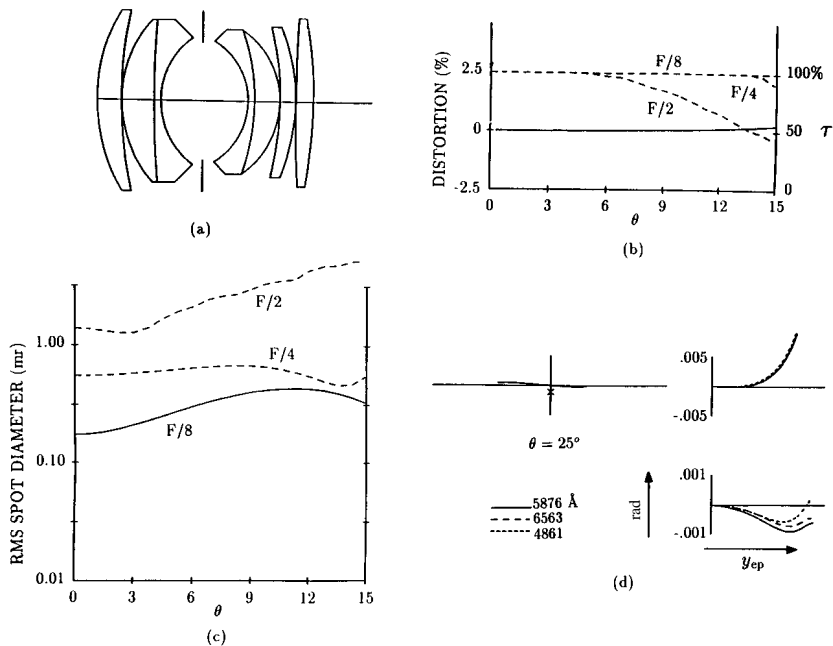 (a)
DISTORTION (%)
2.5
0
-2.5
F/8
F/4
F/2
100%
50 τ
0
0 3 6 9 12 15
θ
(b)
RMS SPOT DIAMETER (mr)
1.00
0.10
0.01
F/2
F/4
F/8
0 3 6 9 12 15
θ
(c)
.005
-.005
θ = 25°
5876 Å
6563
4861
rad
.001
-.001
y_ep
(d)